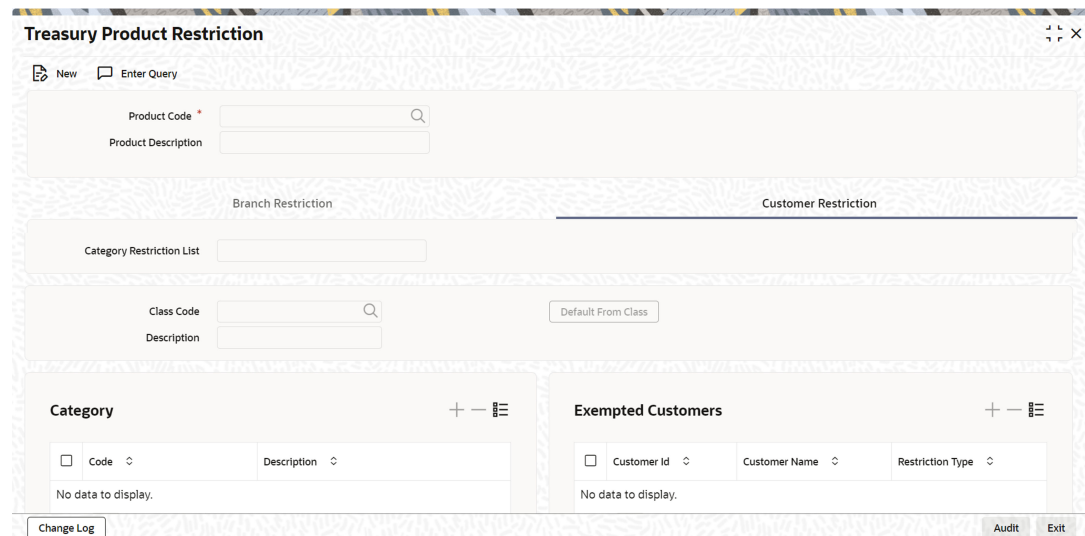 Treasury Product Restriction
New Enter Query
Product Code *
Product Description
Branch Restriction Customer Restriction
Category Restriction List
Class Code Default From Class
Description
Category Exempted Customers
Code Description Customer Id Customer Name Restriction Type
No data to display. No data to display.
Change Log Audit Exit